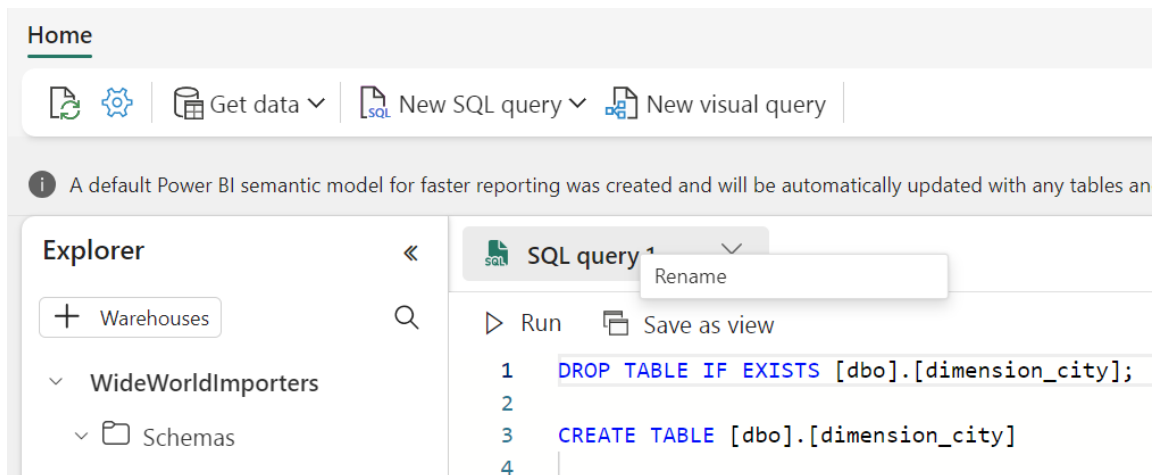 Home
SQL Get data New SQL query New visual query
i A default Power BI semantic model for faster reporting was created and will be automatically updated with any tables an
Explorer «
SQL SQL query 1
Rename
+ Warehouses
Run Save as view
WideWorldImporters
Schemas
1 DROP TABLE IF EXISTS [dbo].[dimension_city];
2
3 CREATE TABLE [dbo].[dimension_city]
4